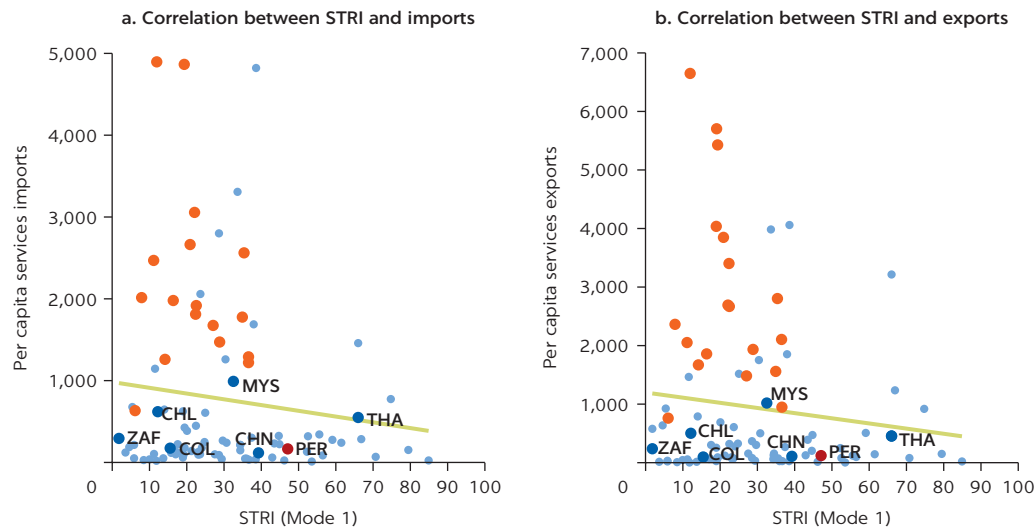 a. Correlation between STRI and imports
5,000
4,000
3,000
2,000
1,000
0 10 20 30 40 50 60 70 80 90 100
Per capita services imports
STRI (Mode 1)
MYS
CHL
THA
ZAF
COL
CHN
PER
b. Correlation between STRI and exports
7,000
6,000
5,000
4,000
3,000
2,000
1,000
0 10 20 30 40 50 60 70 80 90 100
Per capita services exports
STRI (Mode 1)
MYS
CHL
THA
ZAF
COL
CHN
PER